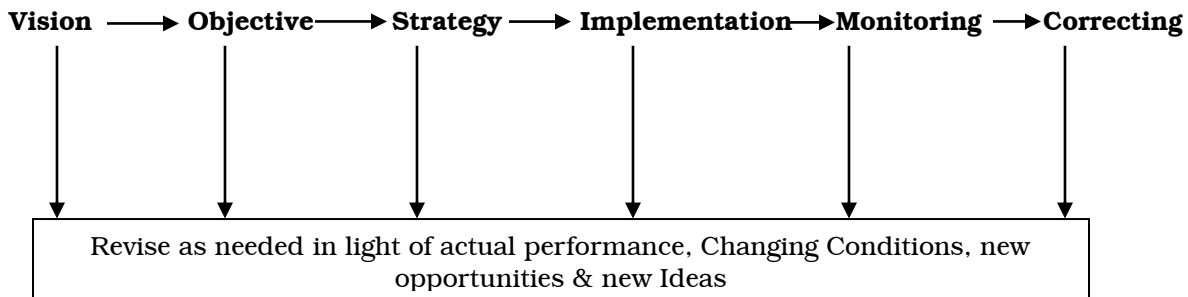 Vision Objective Strategy Implementation Monitoring Correcting
Revise as needed in light of actual performance, Changing Conditions, new
opportunities & new Ideas